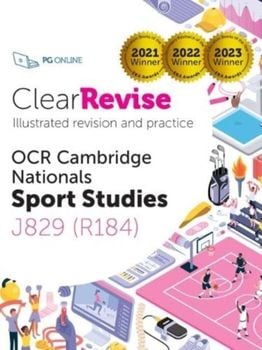 PG ONLINE
2021
Winner
2022
Winner
2023
Winner
ClearRevise
Illustrated revision and practice
OCR Cambridge
Nationals
Sport Studies
J829 (R184)